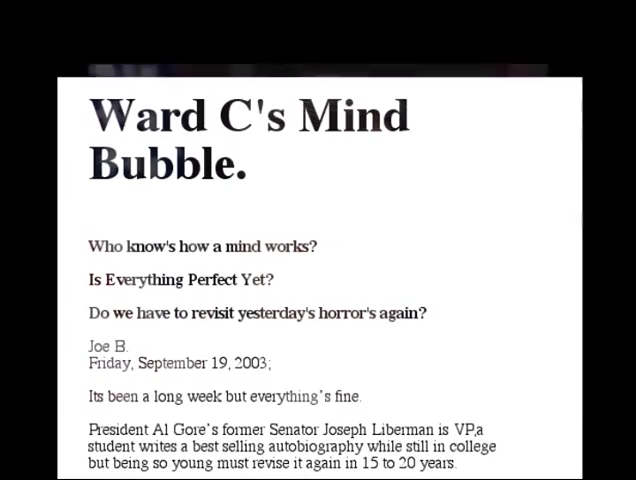 Ward C's Mind
Bubble.
Who know's how a mind works?
Is Everything Perfect Yet?
Do we have to revisit yesterday's horror's again?
Joe B.
Friday, September 19, 2003;
Its been a long week but everything's fine.
President Al Gore's former Senator Joseph Liberman is VP,a
student writes a best selling autobiography while still in college
but being so young must revise it again in 15 to 20 years.